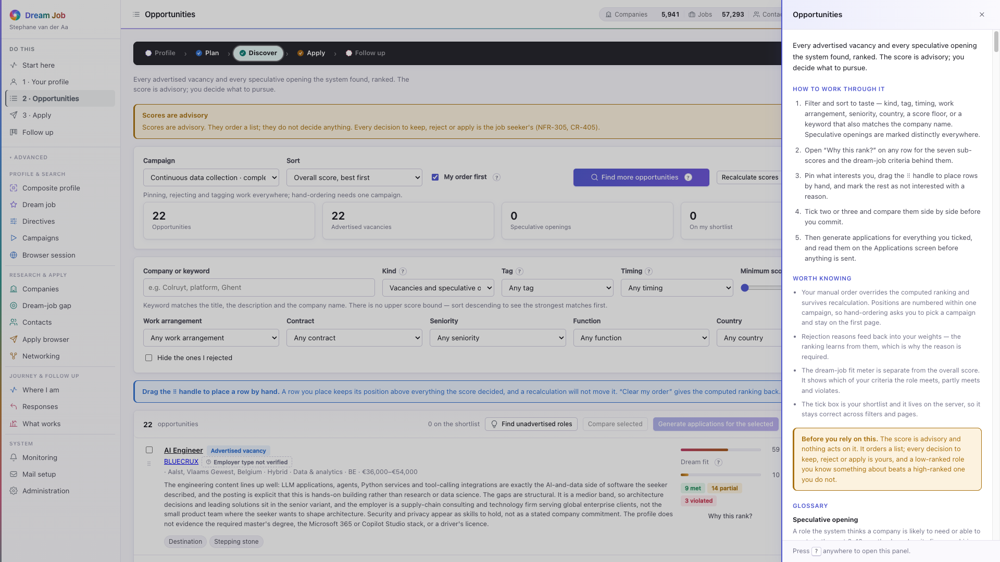 Dream Job
Stephane van der Aa
DO THIS
Start here
1 · Your profile
2 · Opportunities
3 · Apply
Follow up
ADVANCED
PROFILE & SEARCH
Composite profile
Dream job
Directives
Campaigns
Browser session
RESEARCH & APPLY
Companies
Dream-job gap
Contacts
Apply browser
Networking
JOURNEY & FOLLOW UP
Where I am
Responses
What works
SYSTEM
Monitoring
Mail setup
Administration
Opportunities
Companies 5,941 Jobs 57,293
Profile › Plan › Discover › Apply › Follow up
Every advertised vacancy and every speculative opening the system found, ranked. The
score is advisory; you decide what to pursue.
Scores are advisory
Scores are advisory. They order a list; they do not decide anything. Every decision to keep, reject or apply is the job seeker's (NFR-305, CR-405).
Campaign Sort
Continuous data collection · comple Overall score, best first My order first ? Find more opportunities ? Recalculate scores
Pinning, rejecting and tagging work everywhere; hand-ordering needs one campaign.
22 22 0 0
Opportunities Advertised vacancies Speculative openings On my shortlist
Company or keyword Kind ? Tag ? Timing ? Minimum sco
e.g. Colruyt, platform, Ghent Vacancies and speculative o Any tag Any timing
Keyword matches the title, the description and the company name. There is no upper score bound — sort descending to see the strongest matches first.
Work arrangement Contract Seniority Function Country
Any work arrangement Any contract Any seniority Any function Any country
Hide the ones I rejected
Drag the ⠿ handle to place a row by hand. A row you place keeps its position above everything the score decided, and a recalculation will not move it. “Clear my order” gives the computed ranking back.
22 opportunities 0 on the shortlist Find unadvertised roles Compare selected Generate applications for the selected
AI Engineer Advertised vacancy 59
BLUECRUX ? Employer type not verified Dream fit ?
· Aalst, Vlaams Gewest, Belgium · Hybrid · Data & analytics · BE · €36,000–€54,000 10
The engineering content lines up well: LLM applications, agents, Python services and tool-calling integrations are exactly the AI-and-data side of software the seeker
described, and the posting is explicit that this is hands-on building rather than research or data science. The gaps are structural. It is a medior band, so architecture
decisions and leading solutions sit in the senior variant, and the employer is a supply-chain consulting and technology firm serving global enterprise clients, not the
small product team where the seeker wants to shape architecture. Security and privacy appear as skills to hold, not as a stated company commitment. The profile does
not evidence the required master's degree, the Microsoft 365 or Copilot Studio stack, or a driver's licence.
9 met 14 partial
3 violated
Why this rank?
Destination Stepping stone
Opportunities
Every advertised vacancy and every speculative opening
the system found, ranked. The score is advisory; you
decide what to pursue.
HOW TO WORK THROUGH IT
1. Filter and sort to taste — kind, tag, timing, work
arrangement, seniority, country, a score floor, or a
keyword that also matches the company name.
Speculative openings are marked distinctly everywhere.
2. Open “Why this rank?” on any row for the seven sub-
scores and the dream-job criteria behind them.
3. Pin what interests you, drag the ⠿ handle to place rows
by hand, and mark the rest as not interested with a
reason.
4. Tick two or three and compare them side by side before
you commit.
5. Then generate applications for everything you ticked,
and read them on the Applications screen before
anything is sent.
WORTH KNOWING
• Your manual order overrides the computed ranking and
survives recalculation. Positions are numbered within one
campaign, so hand-ordering asks you to pick a campaign
and stay on the first page.
• Rejection reasons feed back into your weights — the
ranking learns from them, which is why the reason is
required.
• The dream-job fit meter is separate from the overall score.
It shows which of your criteria the role meets, partly meets
and violates.
• The tick box is your shortlist and it lives on the server, so it
stays correct across filters and pages.
Before you rely on this. The score is advisory and
nothing acts on it. It orders a list; every decision to
keep, reject or apply is yours, and a low-ranked role
you know something about beats a high-ranked one
you do not.
GLOSSARY
Speculative opening
A role the system thinks a company is likely to need or able to
Press ? anywhere to open this panel.